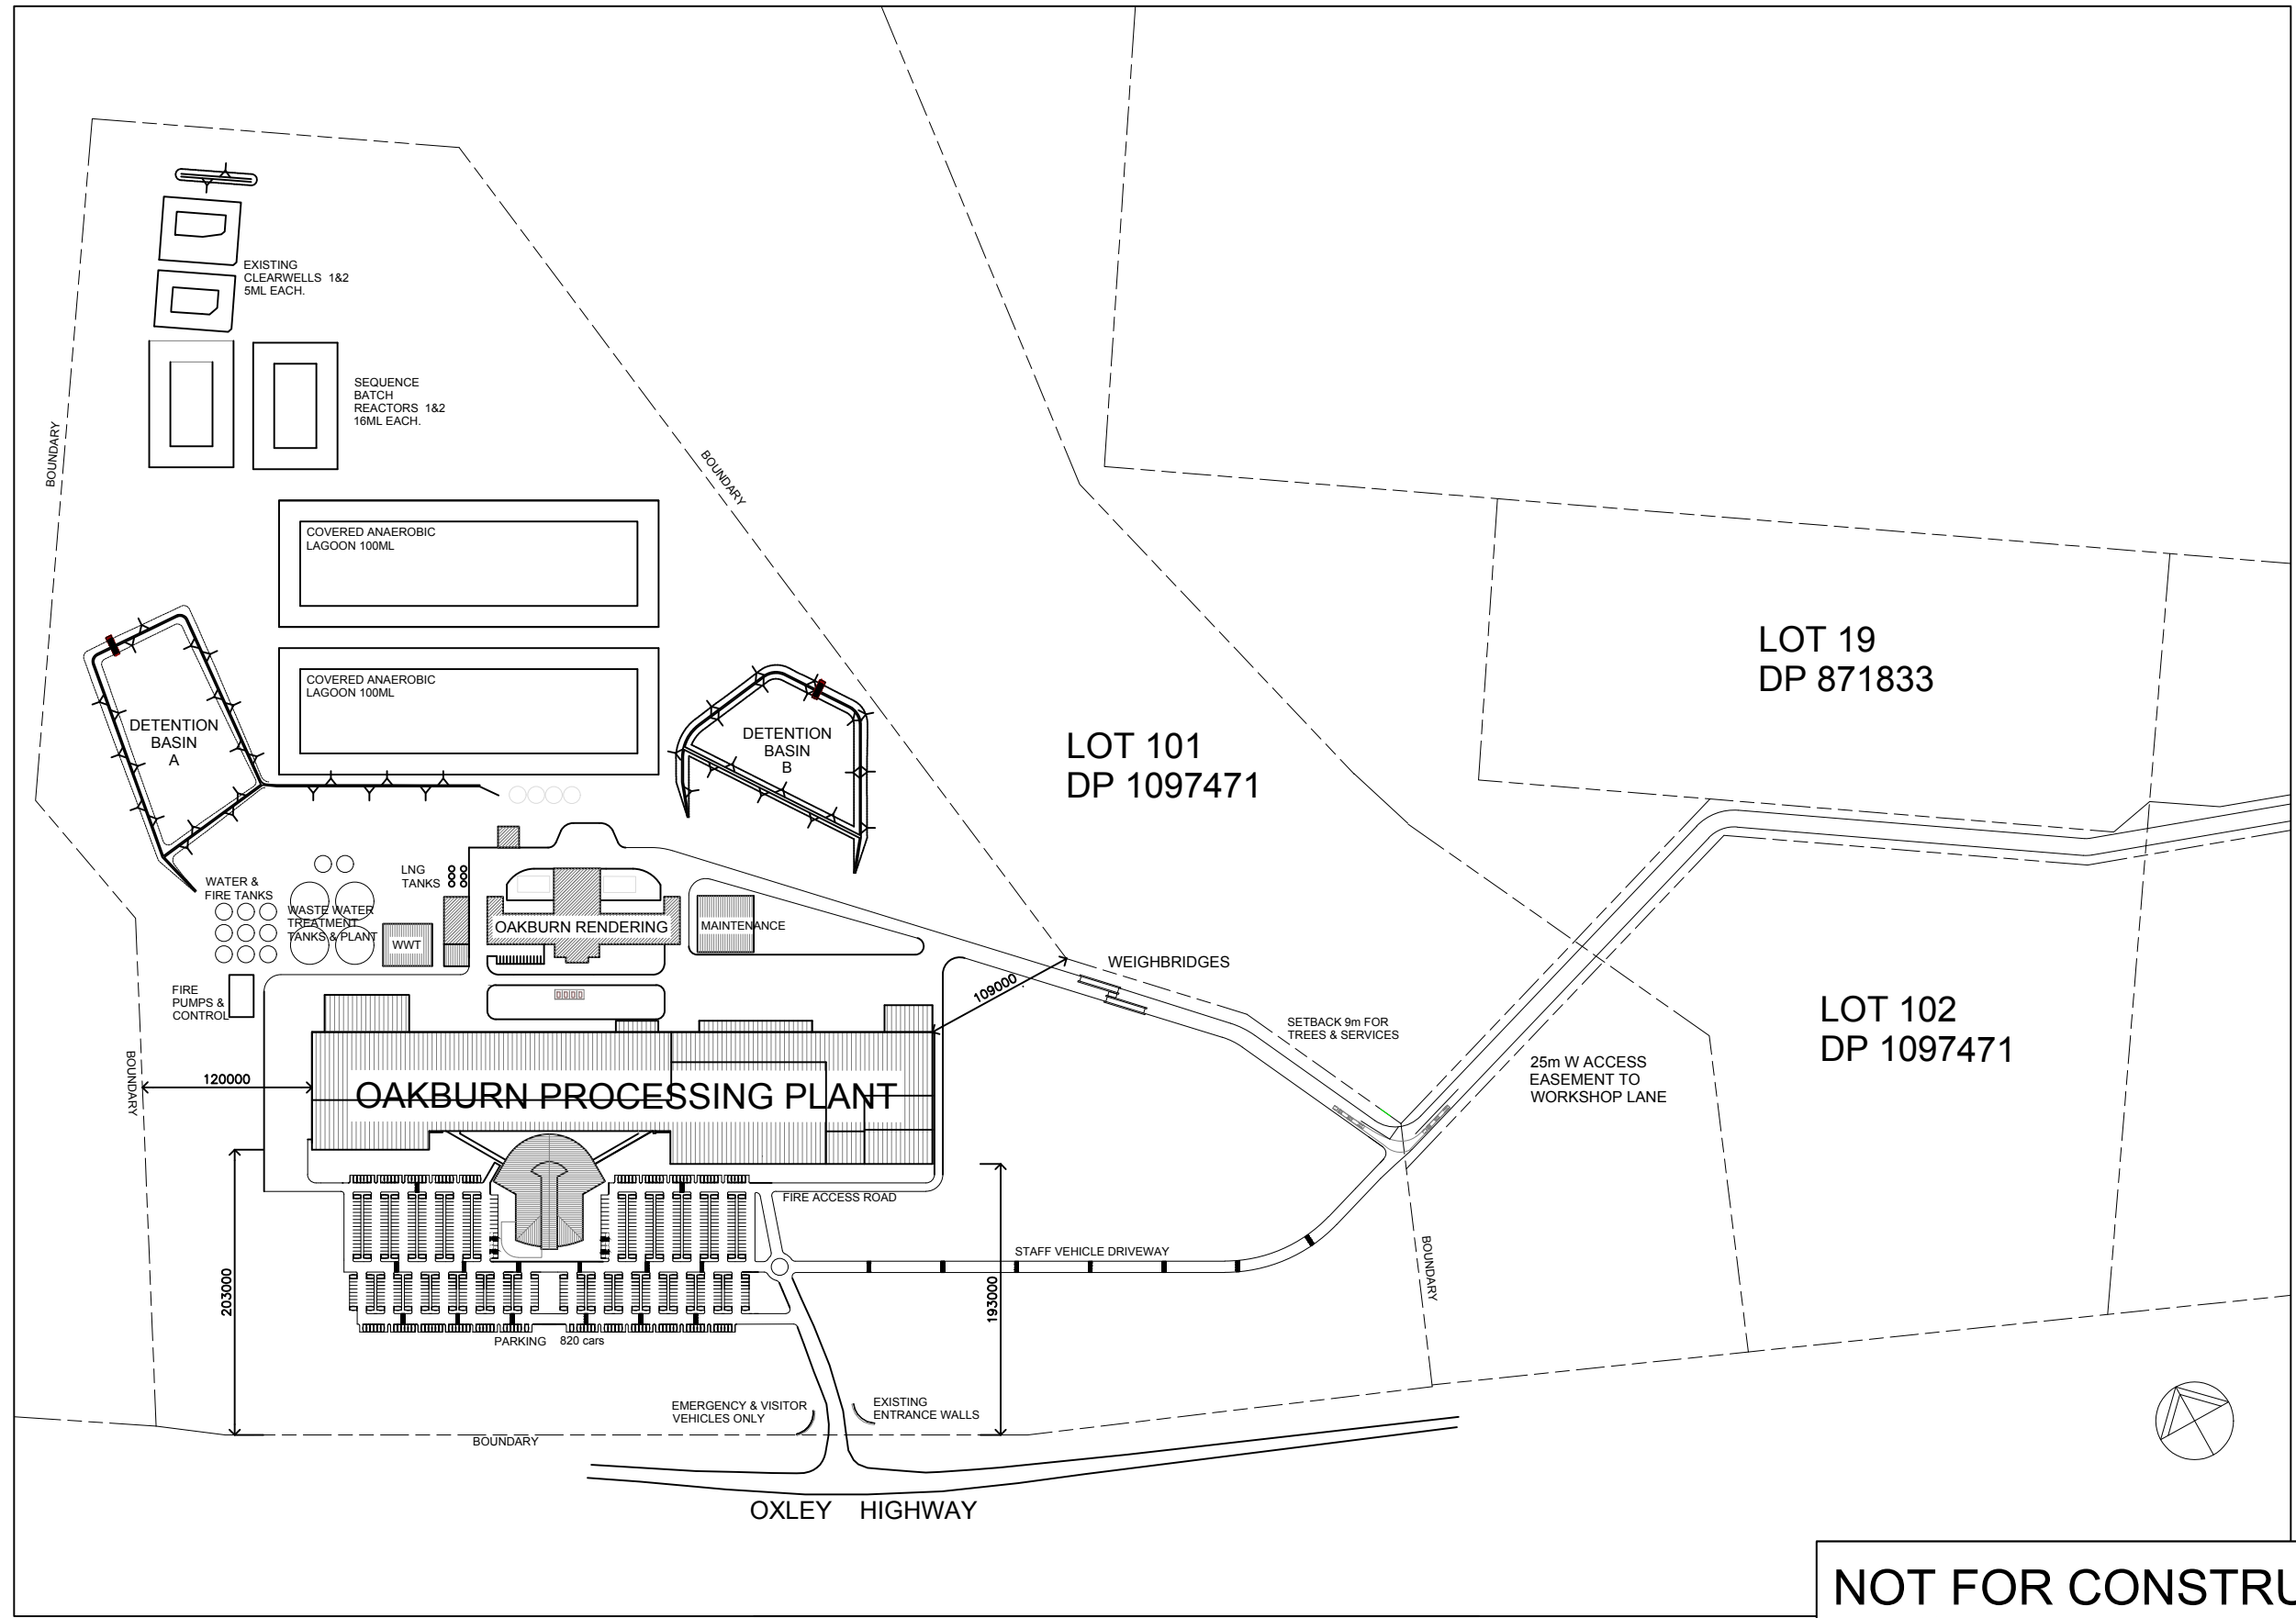 EXISTING
CLEARWELLS 1&2
5ML EACH.
SEQUENCE
BATCH
REACTORS 1&2
16ML EACH.
BOUNDARY
BOUNDARY
COVERED ANAEROBIC
LAGOON 100ML
COVERED ANAEROBIC
LAGOON 100ML
DETENTION
BASIN
A
DETENTION
BASIN
B
LOT 19
DP 871833
LOT 101
DP 1097471
LNG
TANKS
WATER &
FIRE TANKS
WASTE WATER
TREATMENT
TANKS & PLANT
WWT
OAKBURN RENDERING
MAINTENANCE
WEIGHBRIDGES
109000
FIRE
PUMPS &
CONTROL
SETBACK 9m FOR
TREES & SERVICES
LOT 102
DP 1097471
25m W ACCESS
EASEMENT TO
WORKSHOP LANE
BOUNDARY
120000
OAKBURN PROCESSING PLANT
FIRE ACCESS ROAD
STAFF VEHICLE DRIVEWAY
BOUNDARY
203000
193000
PARKING 820 cars
EMERGENCY & VISITOR
VEHICLES ONLY
EXISTING
ENTRANCE WALLS
BOUNDARY
OXLEY HIGHWAY
NOT FOR CONSTRU